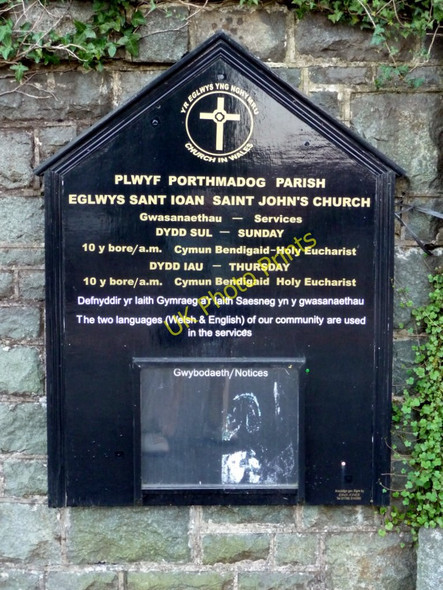 YR EGLWYS YNG NGHYMRU
CHURCH IN WALES
PLWYF PORTHMADOG PARISH
EGLWYS SANT IOAN SAINT JOHN'S CHURCH
Gwasanaethau — Services
DYDD SUL — SUNDAY
10 y bore/a.m. Cymun Bendigaid-Holy Eucharist
DYDD IAU — THURSDAY
10 y bore/a.m. Cymun Bendigaid Holy Eucharist
Defnyddir yr Iaith Gymraeg a'r Iaith Saesneg yn y gwasanaethau
The two languages (Welsh & English) of our community are used
in the services
Gwybodaeth/Notices
UK Photo Prints